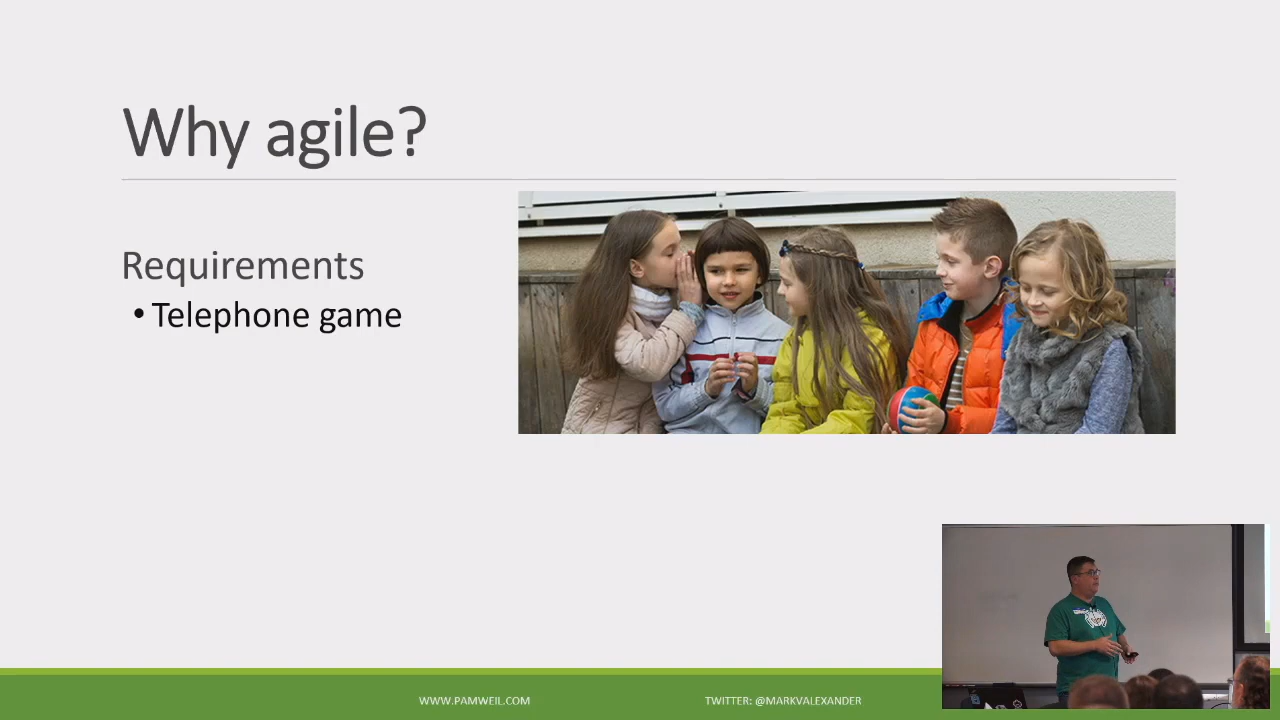 Why agile?
Requirements
• Telephone game
WWW.PAMWEIL.COM
TWITTER: @MARKVALEXANDER